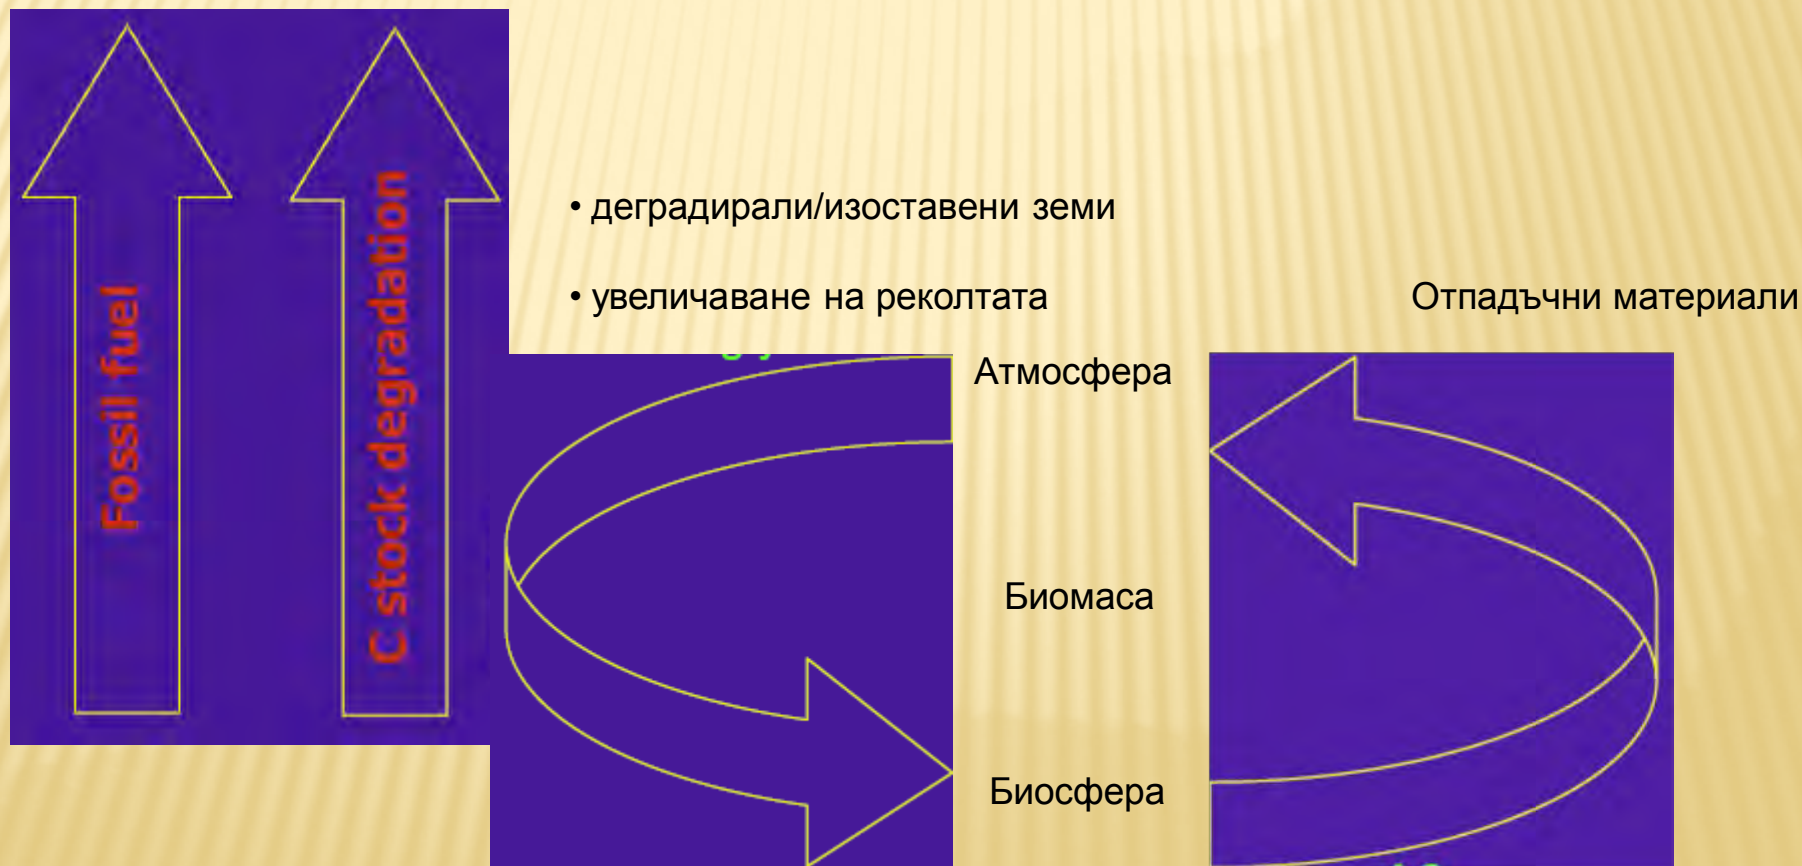 Fossil fuel
C stock degradation
• деградирали/изоставени земи
• увеличаване на реколтата
Отпадъчни материали
Атмосфера
Биомаса
Биосфера